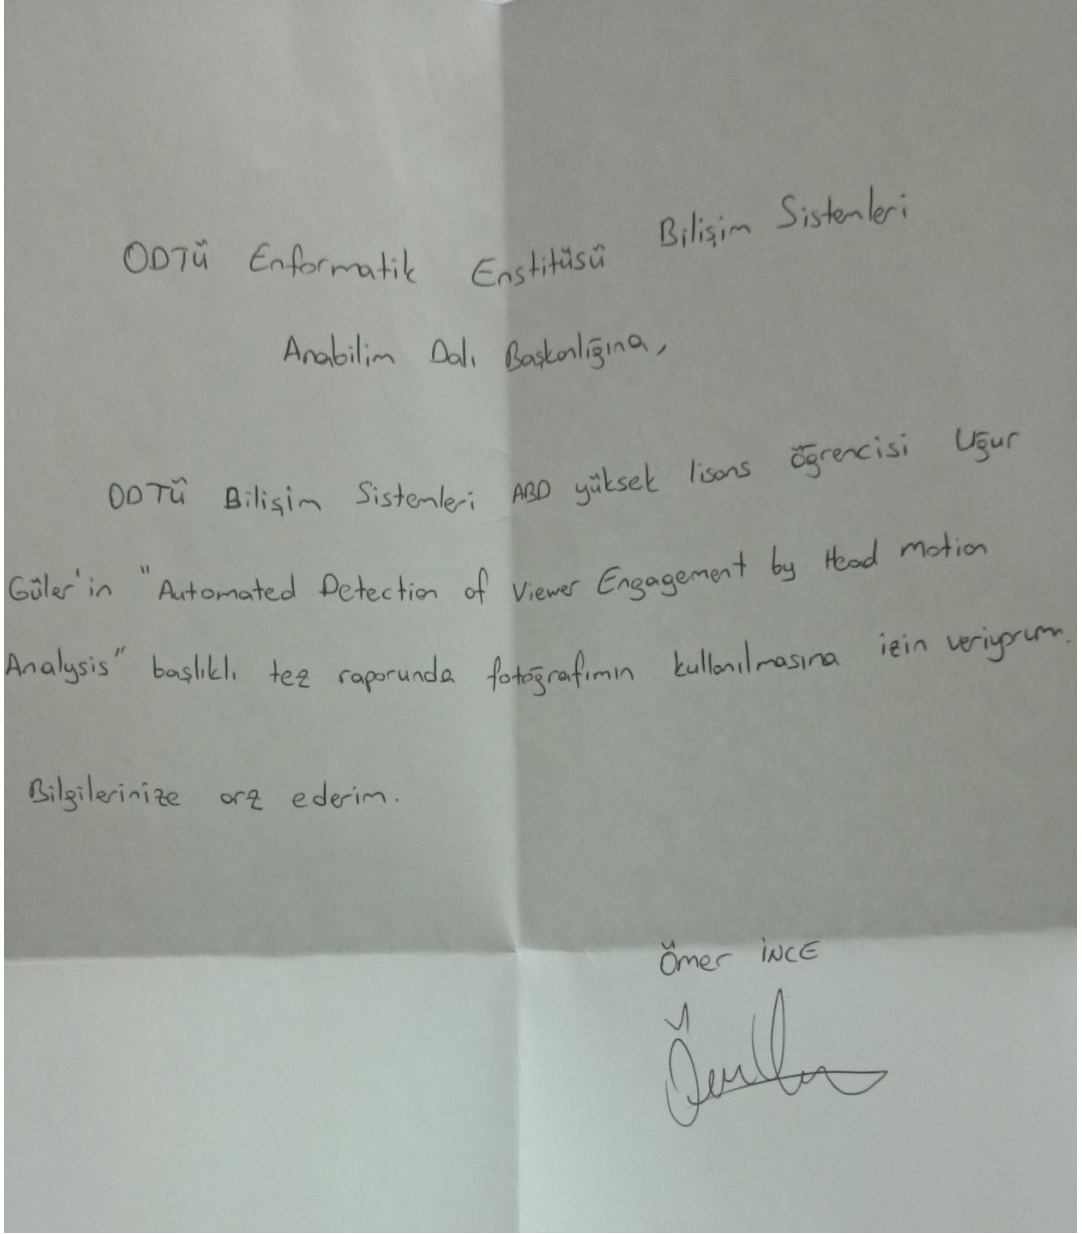 ODTÜ Enformatik Enstitüsü Bilişim Sistemleri
Anabilim Dalı Başkanlığına,
ODTÜ Bilişim Sistemleri ABD yüksek lisans öğrencisi Uğur
Güler'in "Automated Detection of Viewer Engagement by Head Motion
Analysis" başlıklı tez raporunda fotoğrafımın kullanılmasına izin veriyorum.
Bilgilerinize arz ederim.
Ömer İNCE